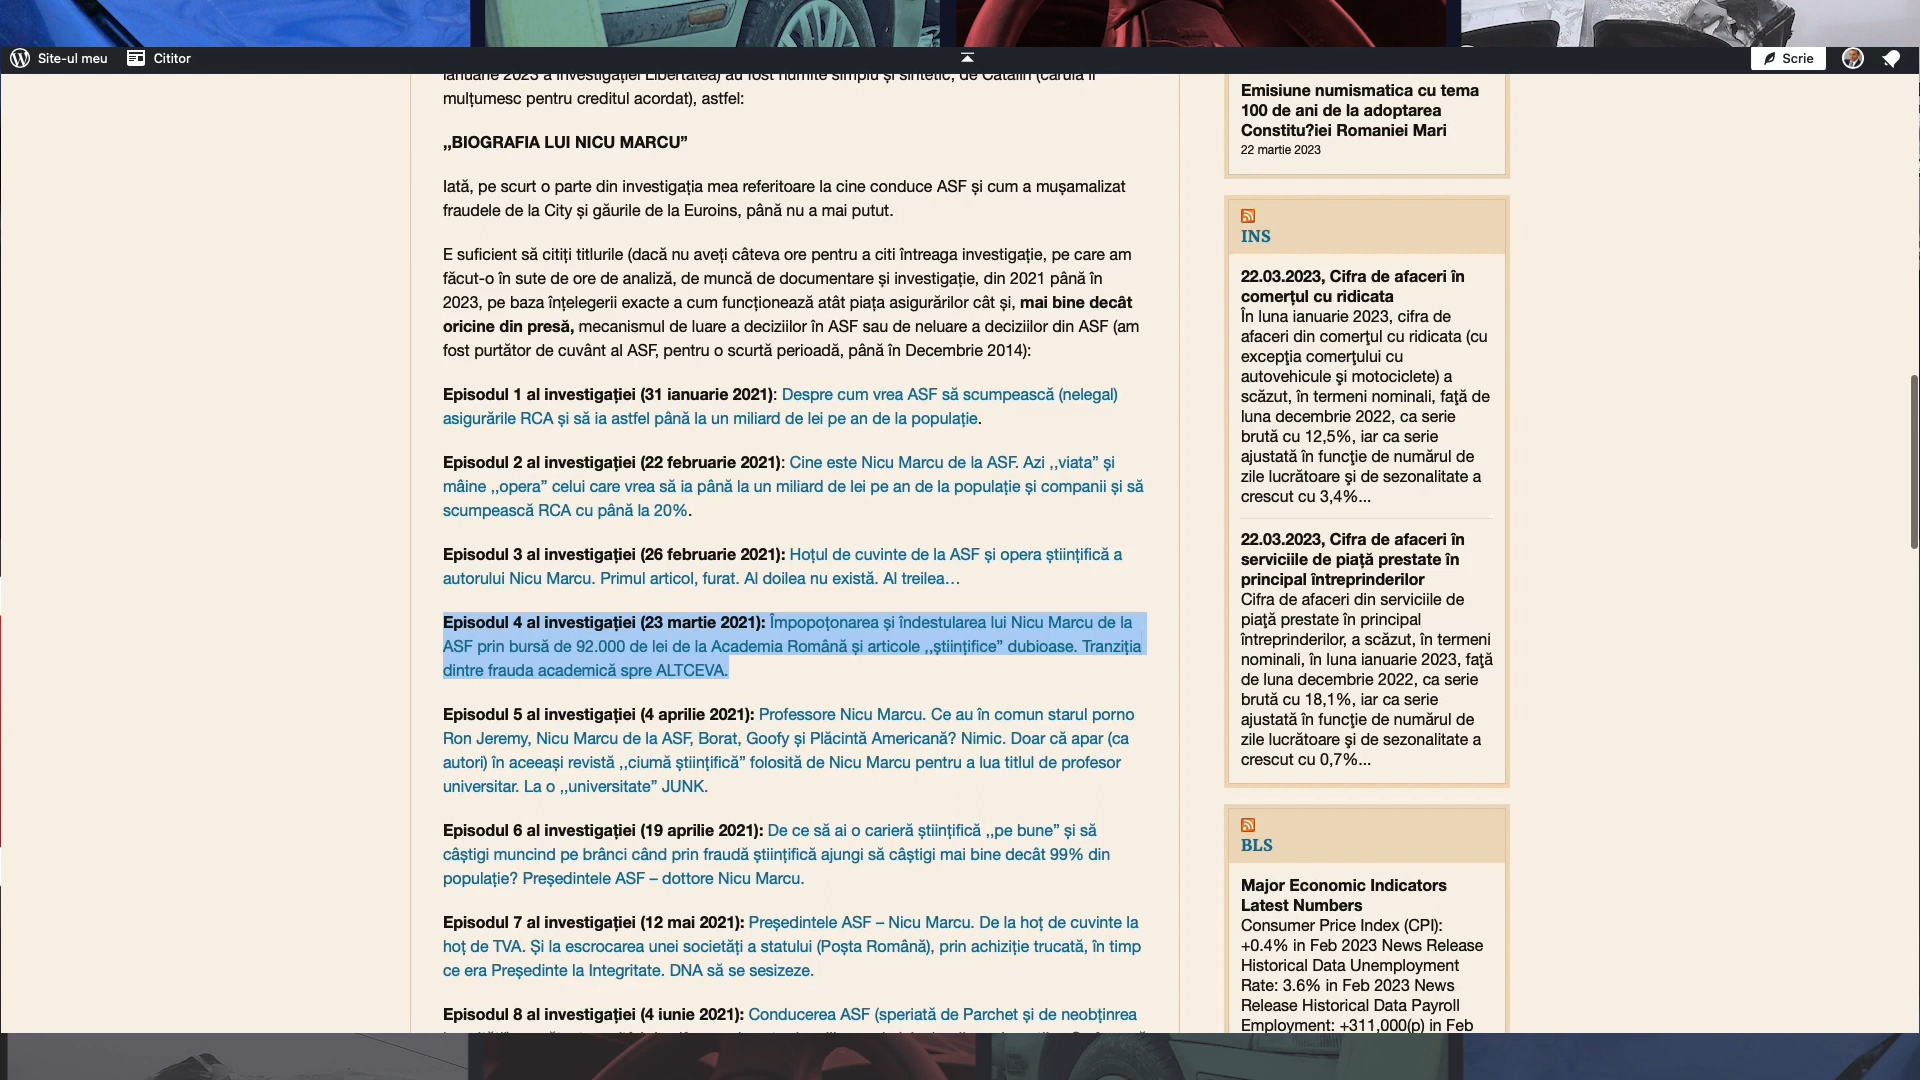 Site-ul meu
Cititor
Scrie
ianuarie 2023 a investigației Libertatea) au fost numite simplu și sintetic, de Cătălin (căruia îi
mulțumesc pentru creditul acordat), astfel:
,,BIOGRAFIA LUI NICU MARCU”
Iată, pe scurt o parte din investigația mea referitoare la cine conduce ASF și cum a mușamalizat
fraudele de la City și găurile de la Euroins, până nu a mai putut.
E suficient să citiți titlurile (dacă nu aveți câteva ore pentru a citi întreaga investigație, pe care am
făcut-o în sute de ore de analiză, de muncă de documentare și investigație, din 2021 până în
2023, pe baza înțelegerii exacte a cum funcționează atât piața asigurărilor cât și, mai bine decât
oricine din presă, mecanismul de luare a deciziilor în ASF sau de neluare a deciziilor din ASF (am
fost purtător de cuvânt al ASF, pentru o scurtă perioadă, până în Decembrie 2014):
Episodul 1 al investigației (31 ianuarie 2021): Despre cum vrea ASF să scumpească (nelegal)
asigurările RCA și să ia astfel până la un miliard de lei pe an de la populație.
Episodul 2 al investigației (22 februarie 2021): Cine este Nicu Marcu de la ASF. Azi ,,viata” și
mâine ,,opera” celui care vrea să ia până la un miliard de lei pe an de la populație și companii și să
scumpească RCA cu până la 20%.
Episodul 3 al investigației (26 februarie 2021): Hoțul de cuvinte de la ASF și opera științifică a
autorului Nicu Marcu. Primul articol, furat. Al doilea nu există. Al treilea…
Episodul 4 al investigației (23 martie 2021): Împopoțonarea și îndestularea lui Nicu Marcu de la
ASF prin bursă de 92.000 de lei de la Academia Română și articole ,,științifice” dubioase. Tranziția
dintre frauda academică spre ALTCEVA.
Episodul 5 al investigației (4 aprilie 2021): Professore Nicu Marcu. Ce au în comun starul porno
Ron Jeremy, Nicu Marcu de la ASF, Borat, Goofy și Plăcintă Americană? Nimic. Doar că apar (ca
autori) în aceeași revistă ,,ciumă științifică” folosită de Nicu Marcu pentru a lua titlul de profesor
universitar. La o ,,universitate” JUNK.
Episodul 6 al investigației (19 aprilie 2021): De ce să ai o carieră științifică ,,pe bune” și să
câștigi muncind pe brânci când prin fraudă științifică ajungi să câștigi mai bine decât 99% din
populație? Președintele ASF – dottore Nicu Marcu.
Episodul 7 al investigației (12 mai 2021): Președintele ASF – Nicu Marcu. De la hoț de cuvinte la
hoț de TVA. Și la escrocarea unei societăți a statului (Poșta Română), prin achiziție trucată, în timp
ce era Președinte la Integritate. DNA să se sesizeze.
Episodul 8 al investigației (4 iunie 2021): Conducerea ASF (speriată de Parchet și de neobținrea
Emisiune numismatica cu tema
100 de ani de la adoptarea
Constitu?iei Romaniei Mari
22 martie 2023
INS
22.03.2023, Cifra de afaceri în
comerțul cu ridicata
În luna ianuarie 2023, cifra de
afaceri din comerţul cu ridicata (cu
excepţia comerţului cu
autovehicule şi motociclete) a
scăzut, în termeni nominali, faţă de
luna decembrie 2022, ca serie
brută cu 12,5%, iar ca serie
ajustată în funcţie de numărul de
zile lucrătoare şi de sezonalitate a
crescut cu 3,4%...
22.03.2023, Cifra de afaceri în
serviciile de piață prestate în
principal întreprinderilor
Cifra de afaceri din serviciile de
piaţă prestate în principal
întreprinderilor, a scăzut, în termeni
nominali, în luna ianuarie 2023, faţă
de luna decembrie 2022, ca serie
brută cu 18,1%, iar ca serie
ajustată în funcţie de numărul de
zile lucrătoare şi de sezonalitate a
crescut cu 0,7%...
BLS
Major Economic Indicators
Latest Numbers
Consumer Price Index (CPI):
+0.4% in Feb 2023 News Release
Historical Data Unemployment
Rate: 3.6% in Feb 2023 News
Release Historical Data Payroll
Employment: +311,000(p) in Feb